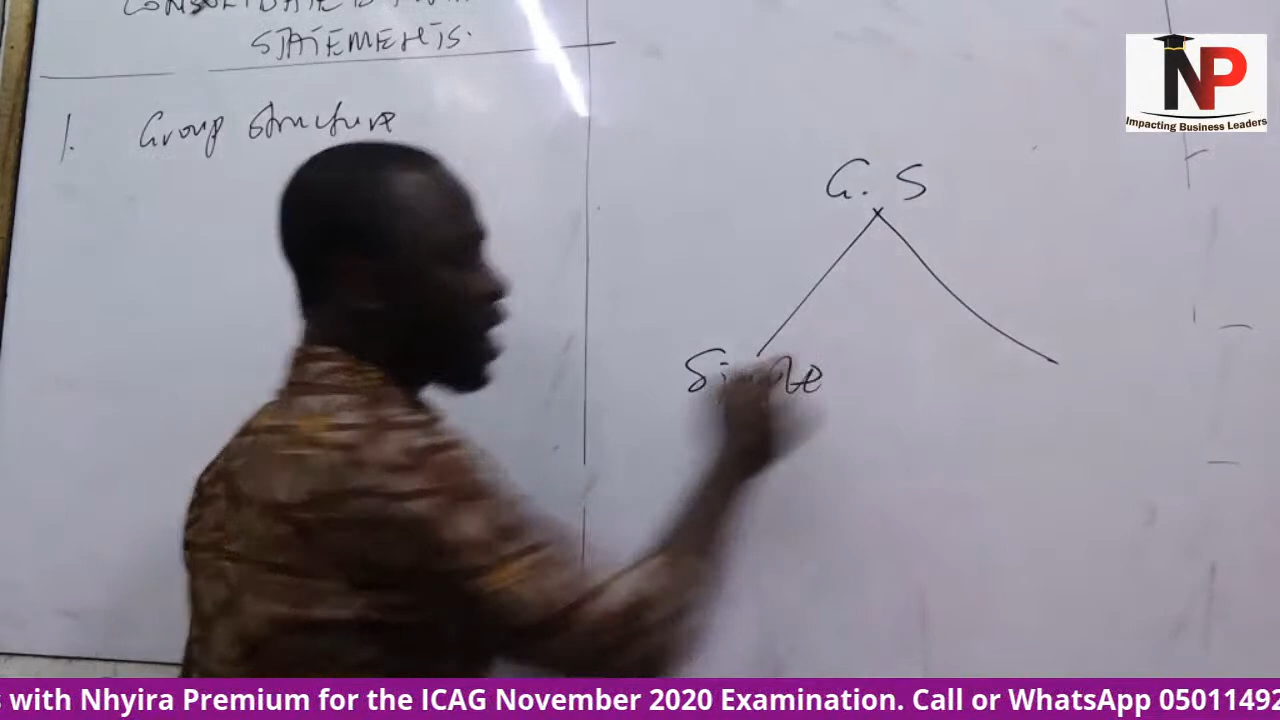 STATEMENTS.
1. Group structure
G. S
Simple
NP
Impacting Business Leaders
s with Nhyira Premium for the ICAG November 2020 Examination. Call or WhatsApp 05011492